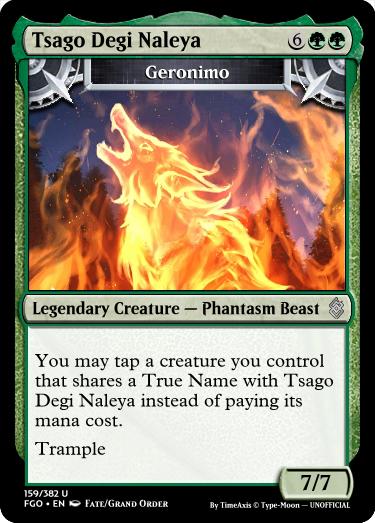 Tsago Degi Naleya 6
Geronimo
Legendary Creature — Phantasm Beast
You may tap a creature you control
that shares a True Name with Tsago
Degi Naleya instead of paying its
mana cost.
Trample
7/7
159/382 U
FGO • EN Fate/Grand Order By TimeAxis © Type-Moon — UNOFFICIAL